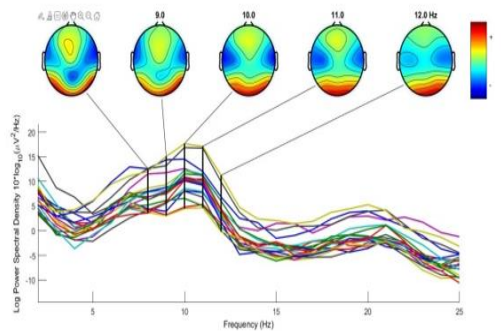 9.0 10.0 11.0 12.0 Hz
+
-
Log Power Spectral Density 10*log₁₀(μV²/Hz)
20
15
10
5
0
-5
-10
5 10 15 20 25
Frequency (Hz)